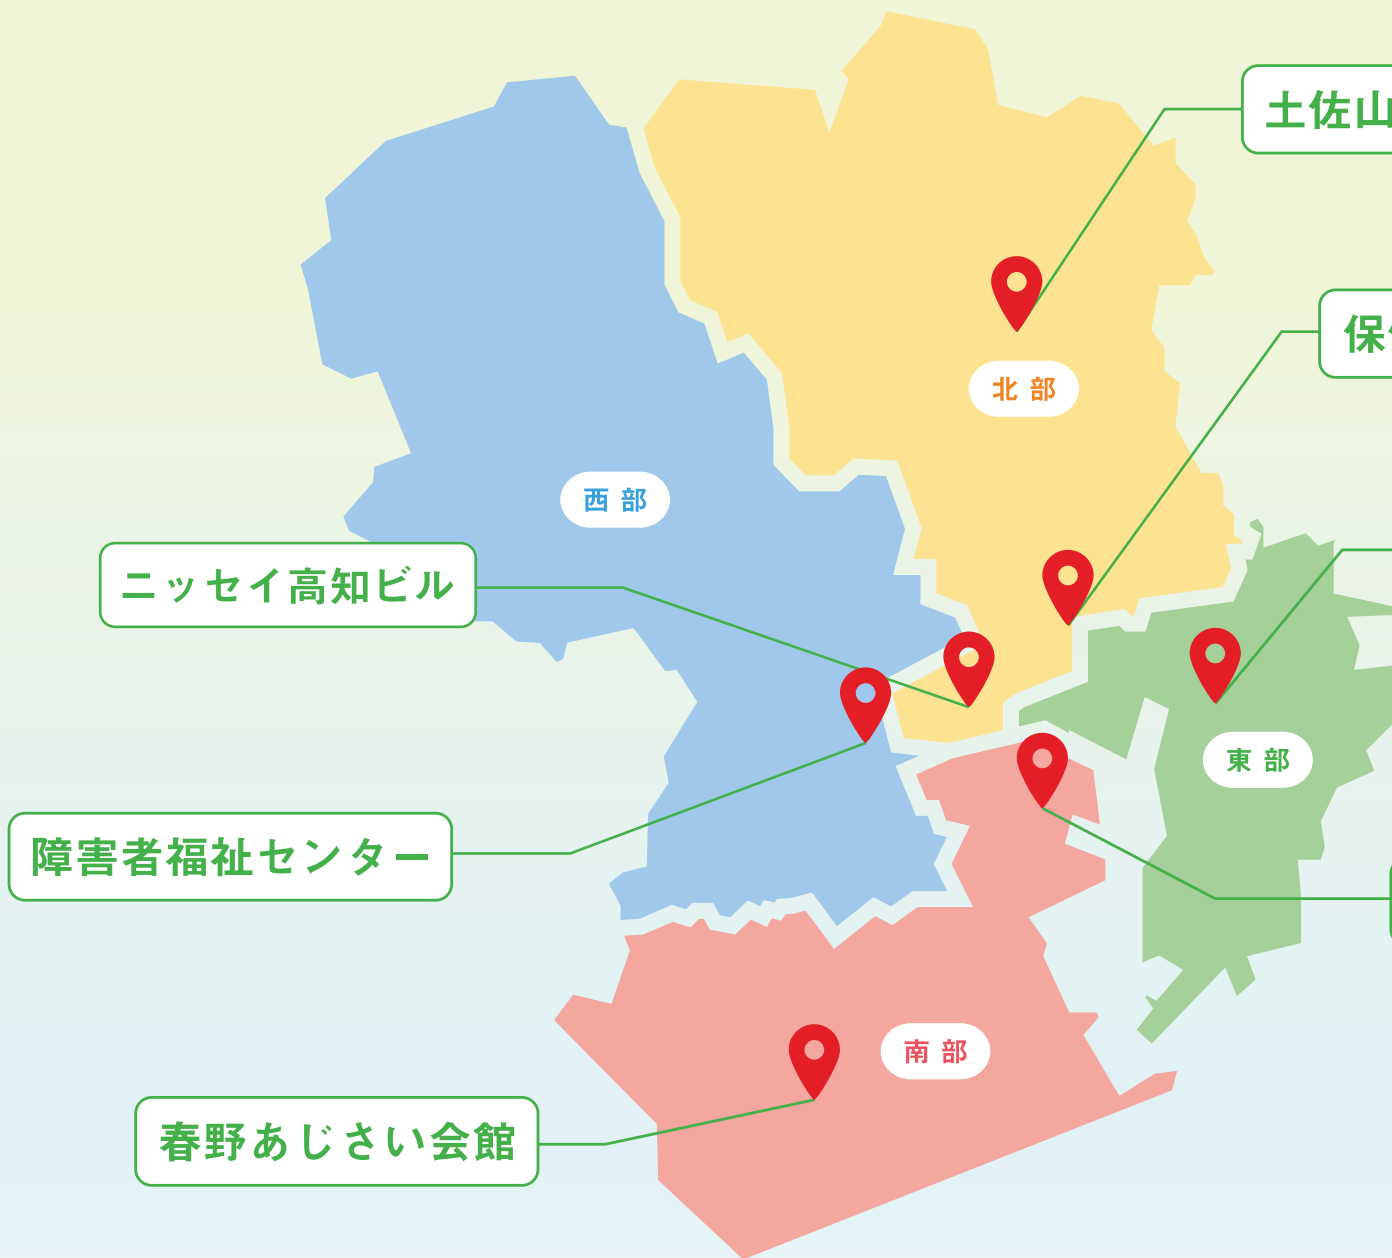 土佐山
北部
西部
ニッセイ高知ビル
東部
障害者福祉センター
南部
春野あじさい会館